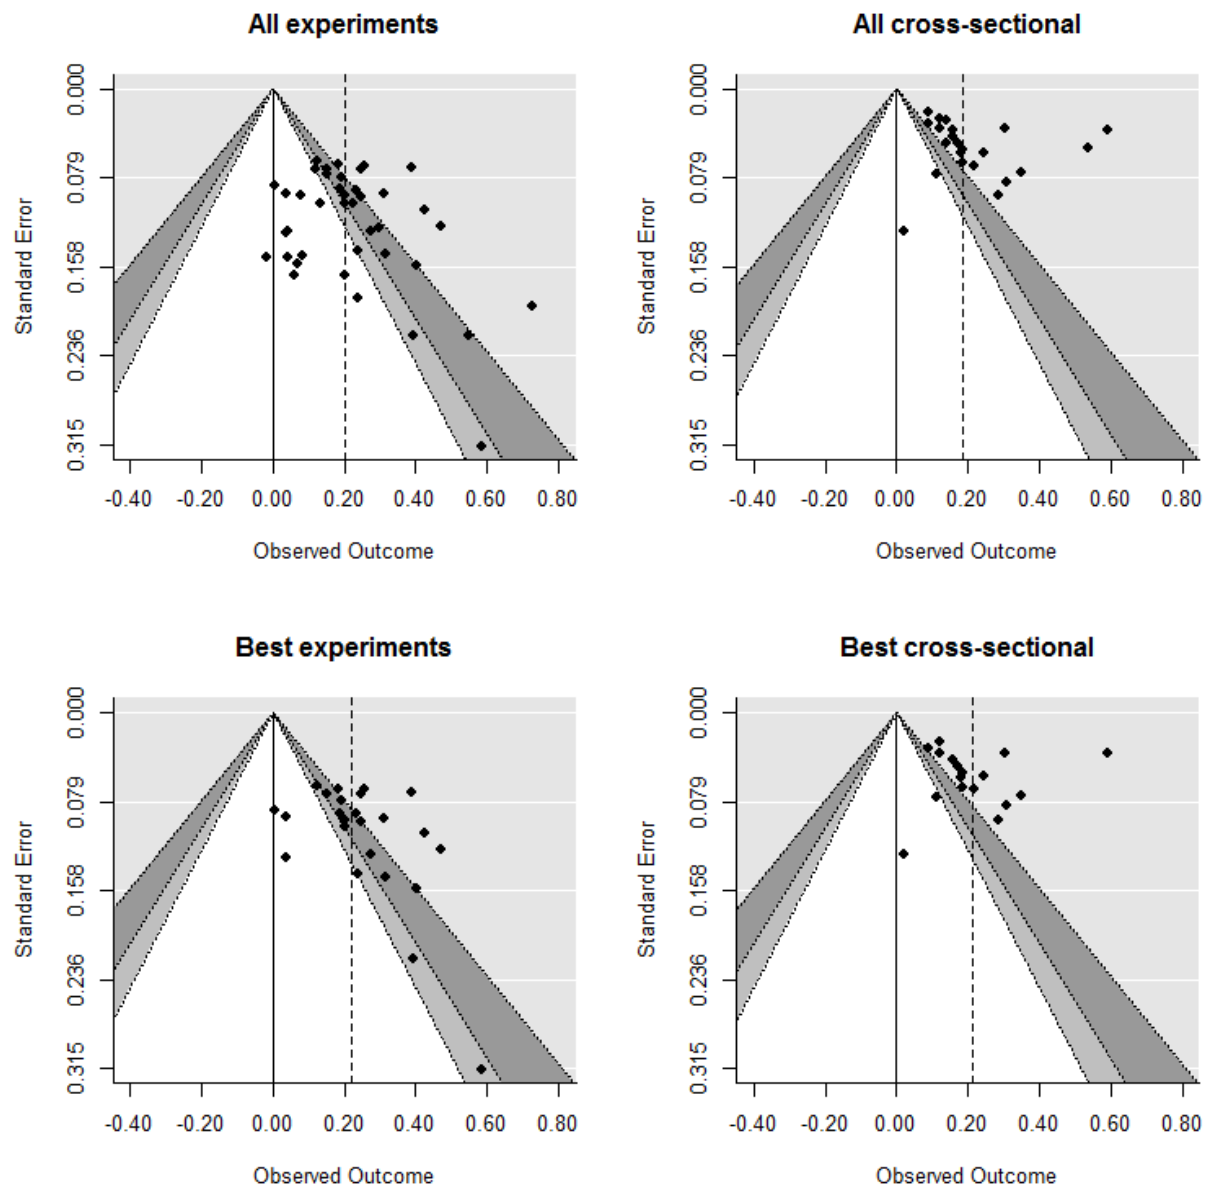 All experiments
0.000
0.079
0.158
0.236
0.315
Standard Error
-0.40 -0.20 0.00 0.20 0.40 0.60 0.80
Observed Outcome
All cross-sectional
0.000
0.079
0.158
0.236
0.315
Standard Error
-0.40 -0.20 0.00 0.20 0.40 0.60 0.80
Observed Outcome
Best experiments
0.000
0.079
0.158
0.236
0.315
Standard Error
-0.40 -0.20 0.00 0.20 0.40 0.60 0.80
Observed Outcome
Best cross-sectional
0.000
0.079
0.158
0.236
0.315
Standard Error
-0.40 -0.20 0.00 0.20 0.40 0.60 0.80
Observed Outcome